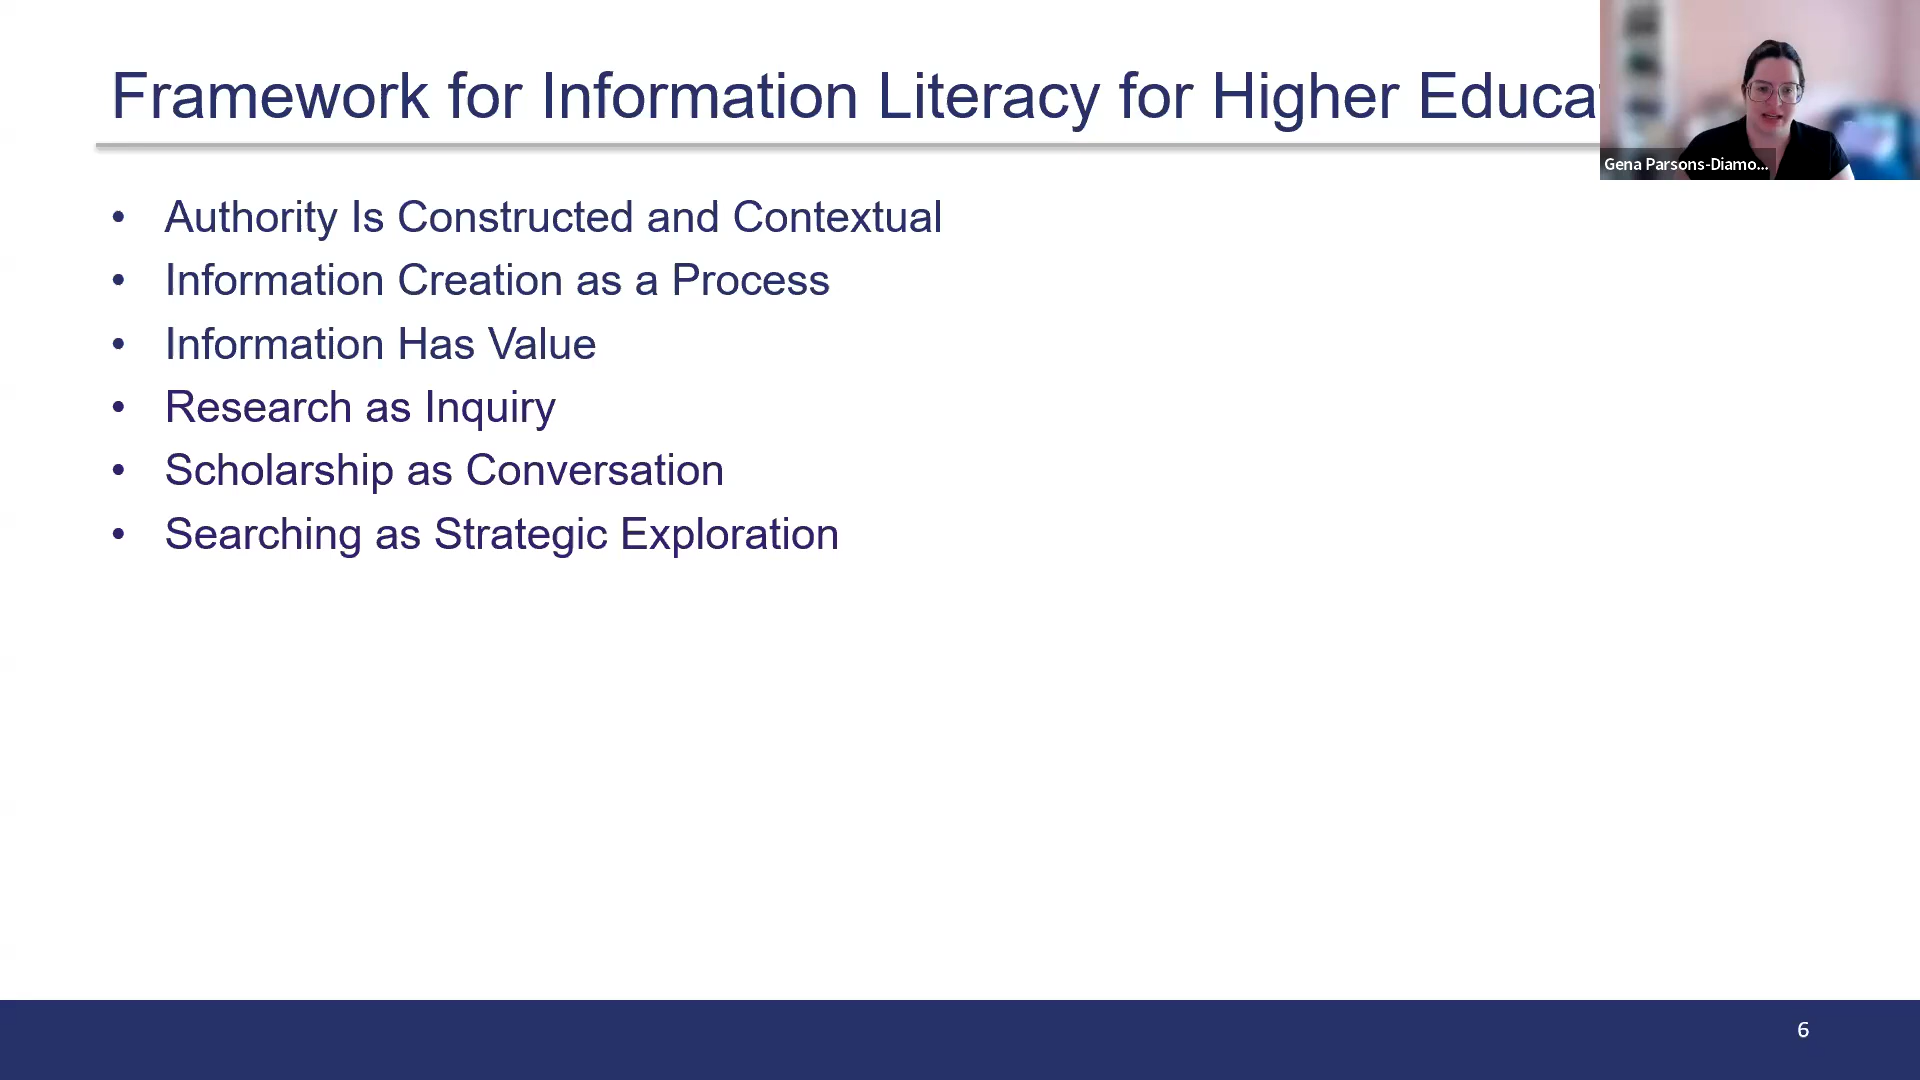 Framework for Information Literacy for Higher Educa
Gena Parsons-Diamo...
• Authority Is Constructed and Contextual
• Information Creation as a Process
• Information Has Value
• Research as Inquiry
• Scholarship as Conversation
• Searching as Strategic Exploration
6